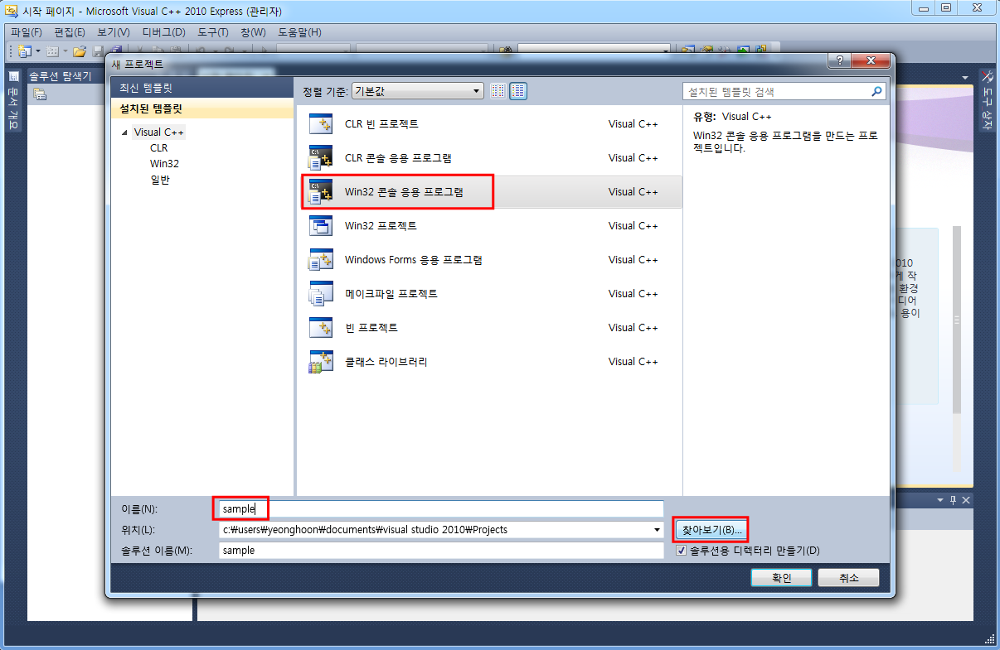 시작 페이지 - Microsoft Visual C++ 2010 Express (관리자)
파일(F) 편집(E) 보기(V) 디버그(D) 도구(T) 창(W) 도움말(H)
문서 개요
솔루션 탐색기
도구 상자
새 프로젝트
최신 템플릿
설치된 템플릿
Visual C++
CLR
Win32
일반
정렬 기준: 기본값
CLR 빈 프로젝트 Visual C++
CLR 콘솔 응용 프로그램 Visual C++
Win32 콘솔 응용 프로그램 Visual C++
Win32 프로젝트 Visual C++
Windows Forms 응용 프로그램 Visual C++
메이크파일 프로젝트 Visual C++
빈 프로젝트 Visual C++
클래스 라이브러리 Visual C++
설치된 템플릿 검색
유형: Visual C++
Win32 콘솔 응용 프로그램을 만드는 프로
젝트입니다.
010
게 작
환경
디어
용이
이름(N): sample
위치(L): c:₩users₩yeonghoon₩documents₩visual studio 2010₩Projects 찾아보기(B)...
솔루션 이름(M): sample 솔루션용 디렉터리 만들기(D)
확인 취소